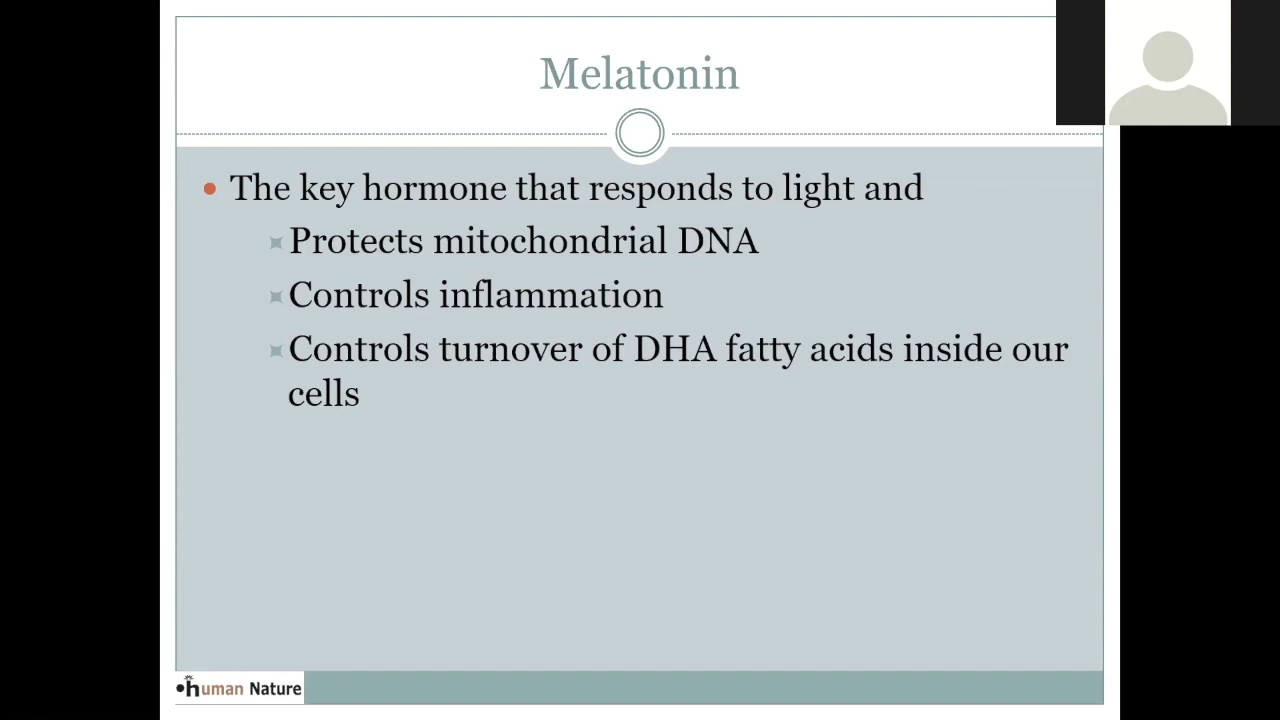 Melatonin
The key hormone that responds to light and
Protects mitochondrial DNA
Controls inflammation
Controls turnover of DHA fatty acids inside our
cells
human Nature